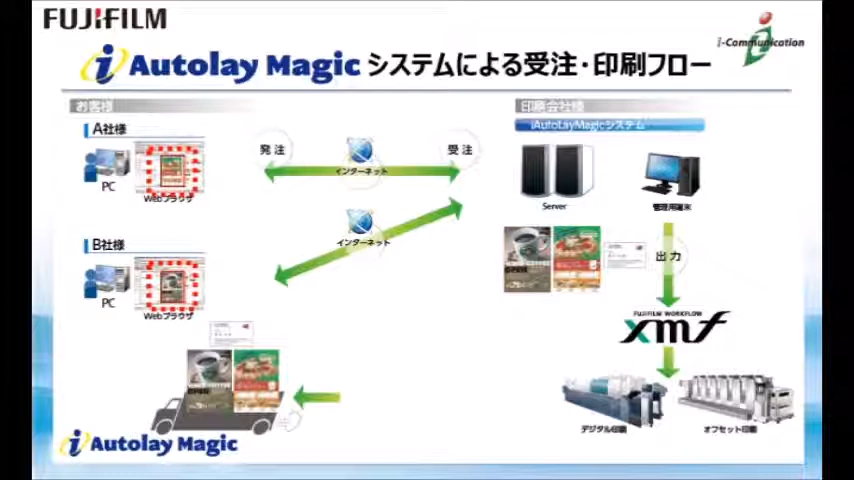 FUJIFILM
i-Communication
i Autolay Magic システムによる受注・印刷フロー
お客様
印刷会社様
A社様
iAutoLayMagicシステム
発注
受注
インターネット
PC
Webブラウザ
Server
管理用端末
インターネット
B社様
出力
PC
Webブラウザ
OPEN
FUJIFILM WORKFLOW
xmf
OPEN
デジタル印刷
オフセット印刷
i Autolay Magic